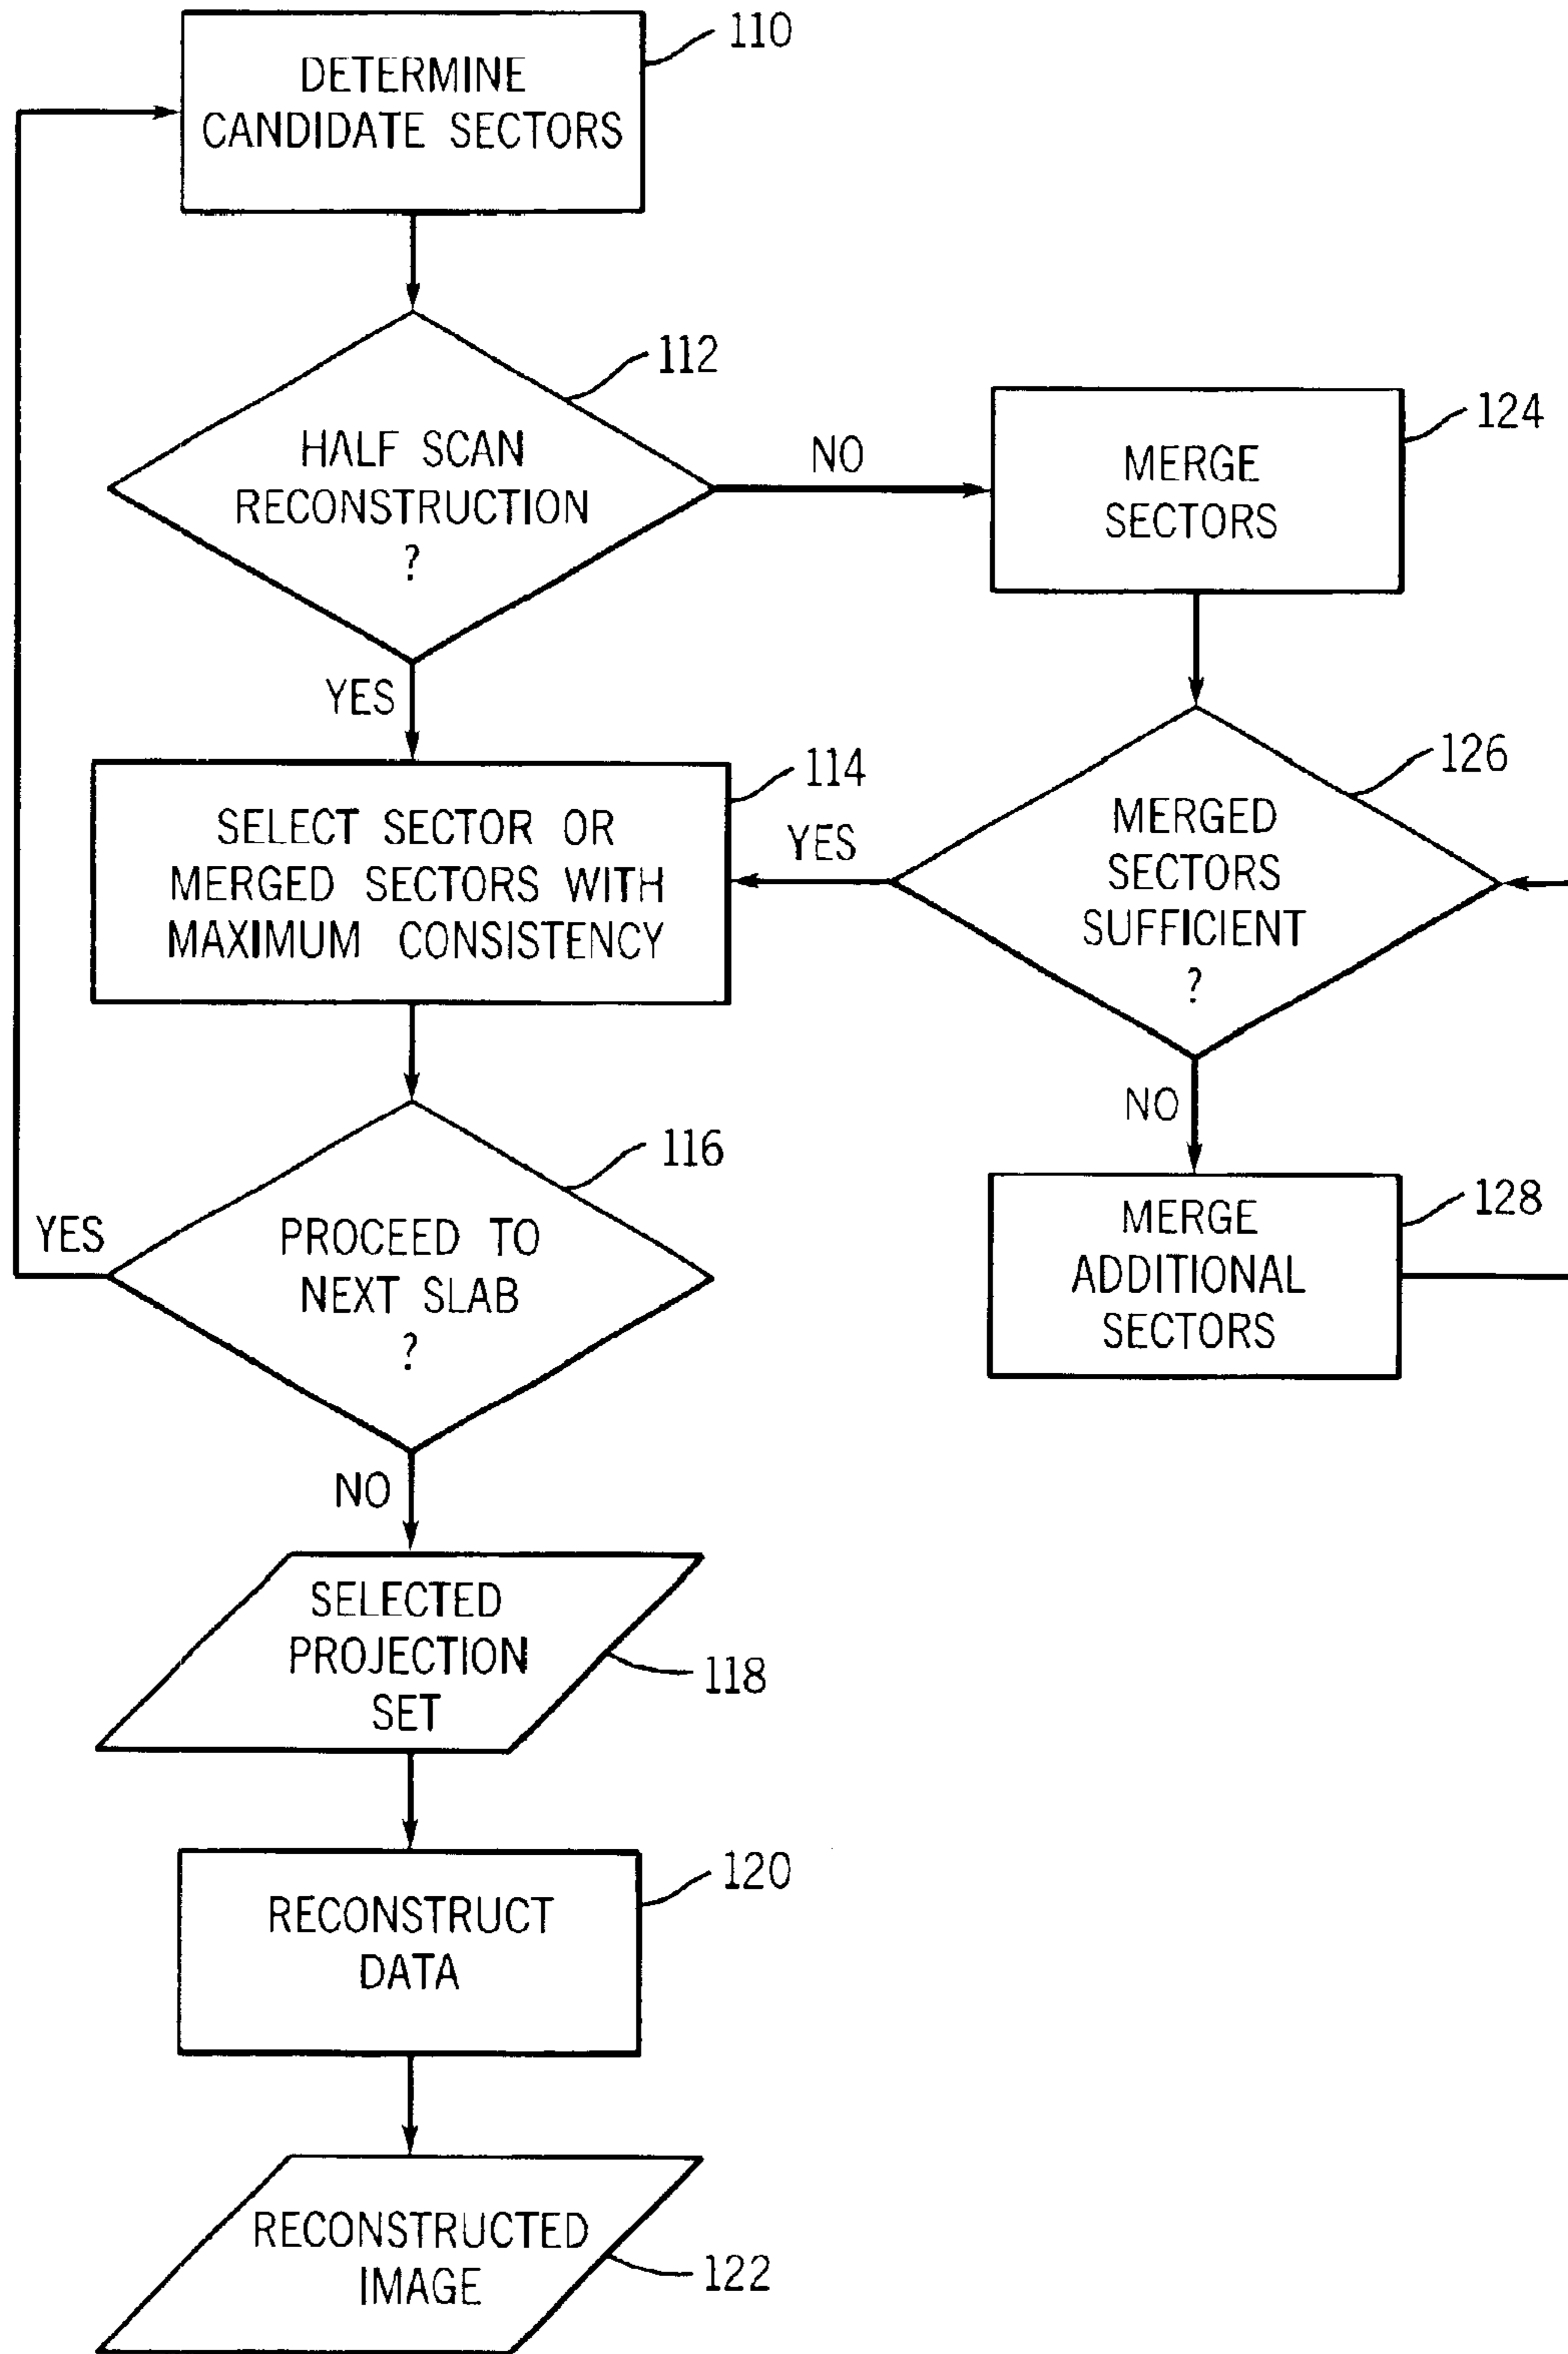 110
DETERMINE
CANDIDATE SECTORS
112
HALF SCAN
RECONSTRUCTION
?
NO
124
MERGE
SECTORS
YES
114
SELECT SECTOR OR
MERGED SECTORS WITH
MAXIMUM CONSISTENCY
YES
126
MERGED
SECTORS
SUFFICIENT
?
NO
128
MERGE
ADDITIONAL
SECTORS
116
YES
PROCEED TO
NEXT SLAB
?
NO
SELECTED
PROJECTION
SET
118
120
RECONSTRUCT
DATA
RECONSTRUCTED
IMAGE
122